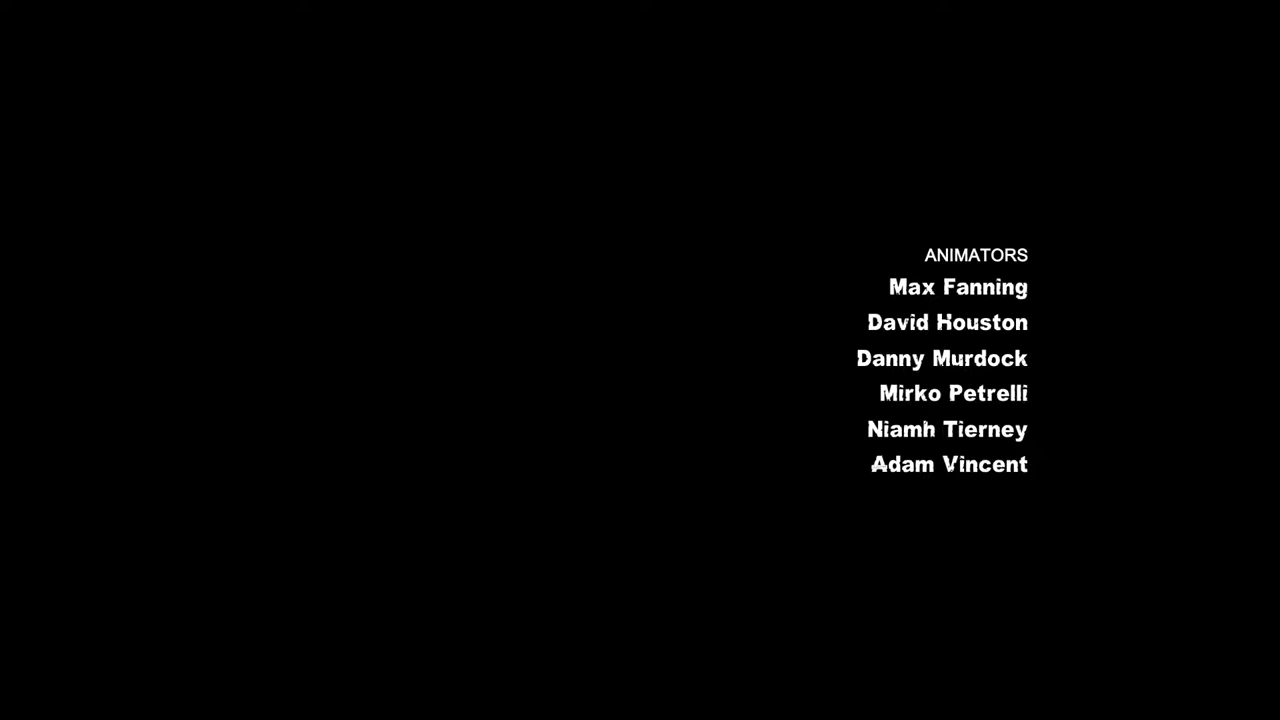 ANIMATORS
Max Fanning
David Houston
Danny Murdock
Mirko Petrelli
Niamh Tierney
Adam Vincent